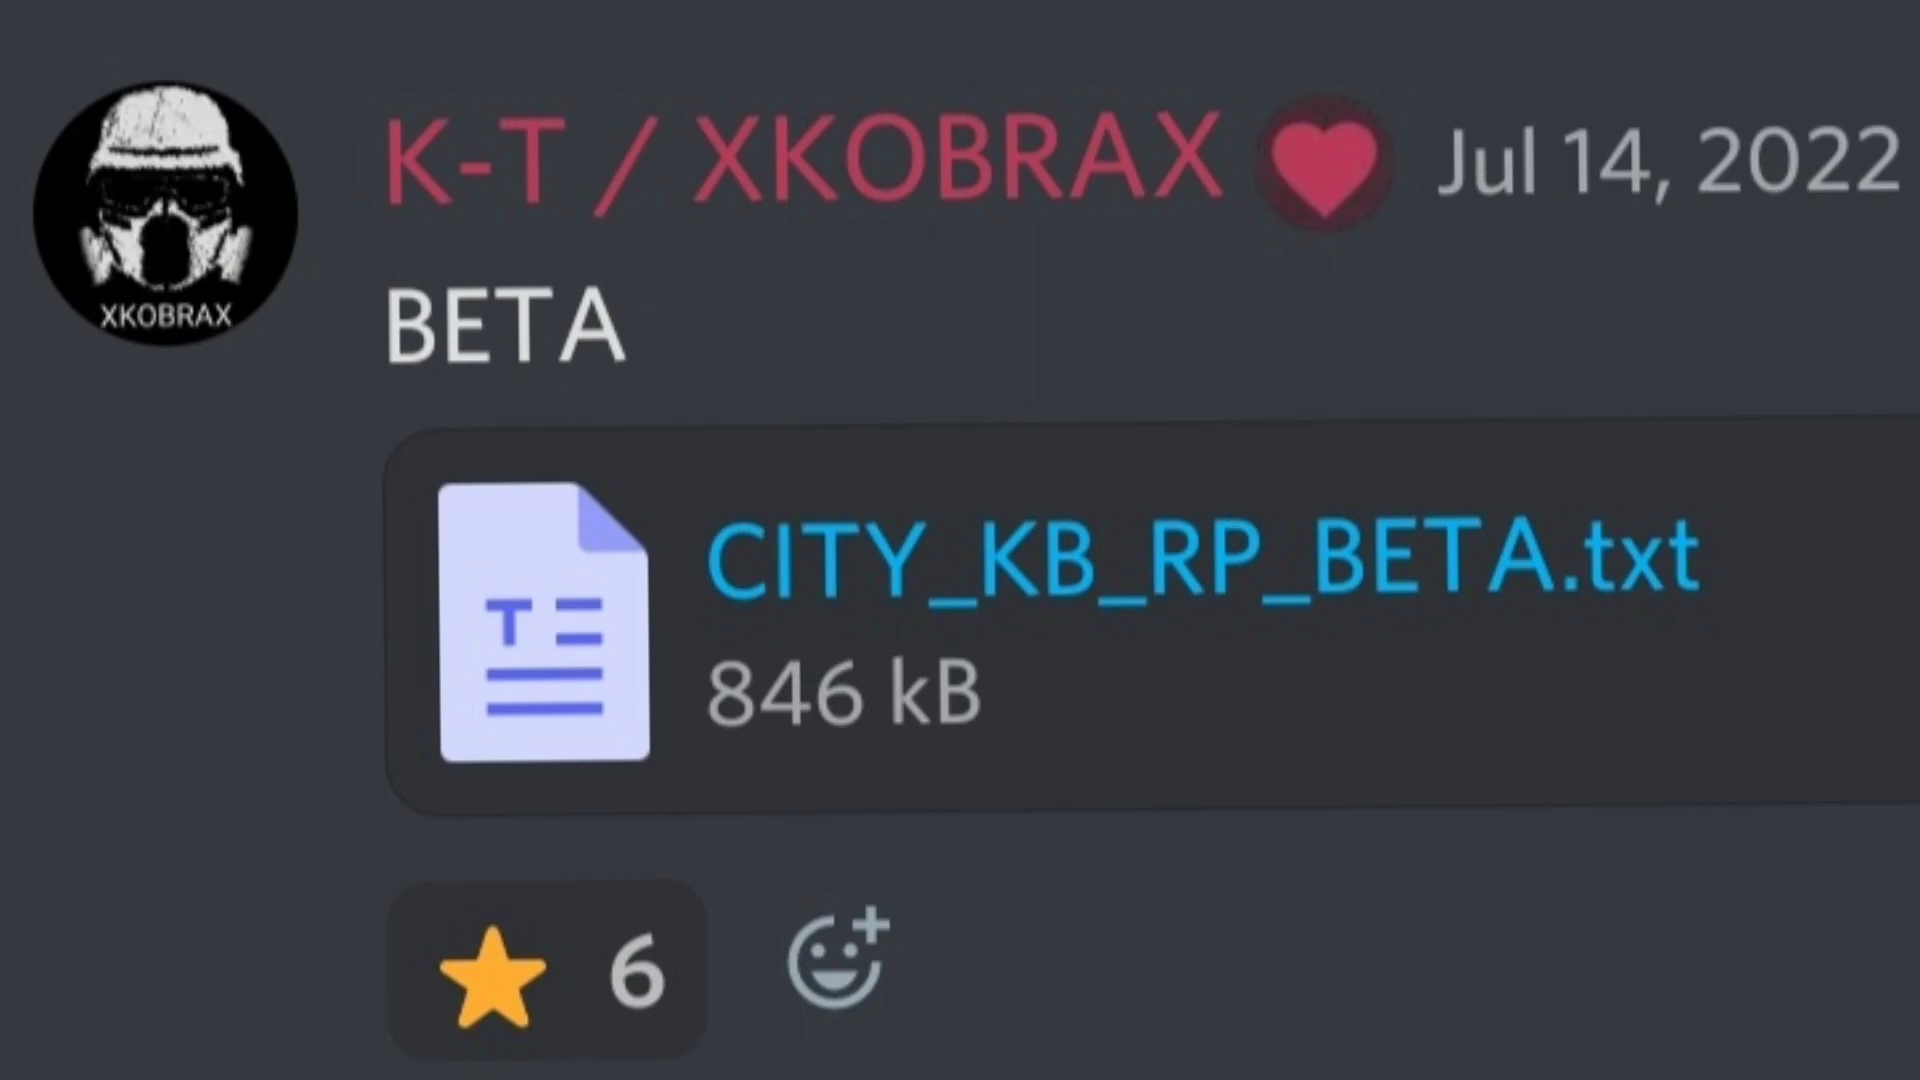 K-T / XKOBRAX Jul 14, 2022
XKOBRAX
BETA
CITY_KB_RP_BETA.txt
846 kB
6